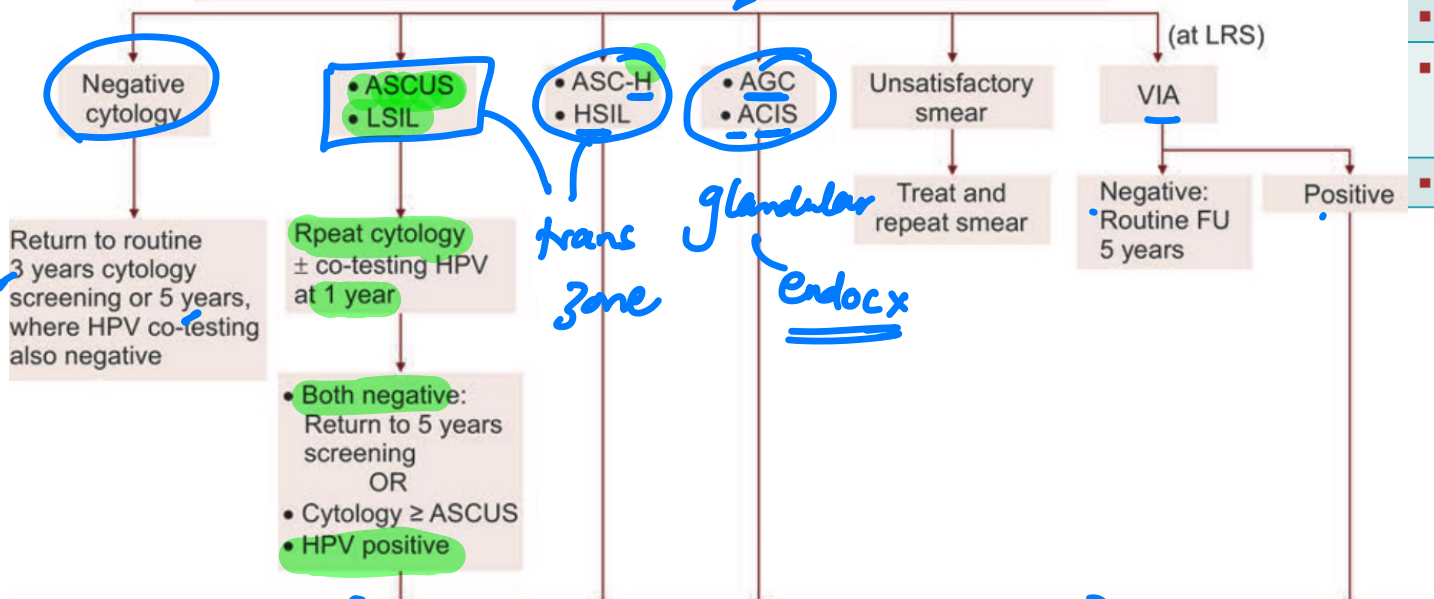 (at LRS)
Negative
cytology
• ASCUS
• LSIL
• ASC-H
• HSIL
• AGC
• ACIS
Unsatisfactory
smear
VIA
Return to routine
3 years cytology
screening or 5 years,
where HPV co-testing
also negative
Rpeat cytology
± co-testing HPV
at 1 year
trans
zone
glandular
endocx
Treat and
repeat smear
Negative:
Routine FU
5 years
Positive
• Both negative:
Return to 5 years
screening
OR
• Cytology ≥ ASCUS
• HPV positive